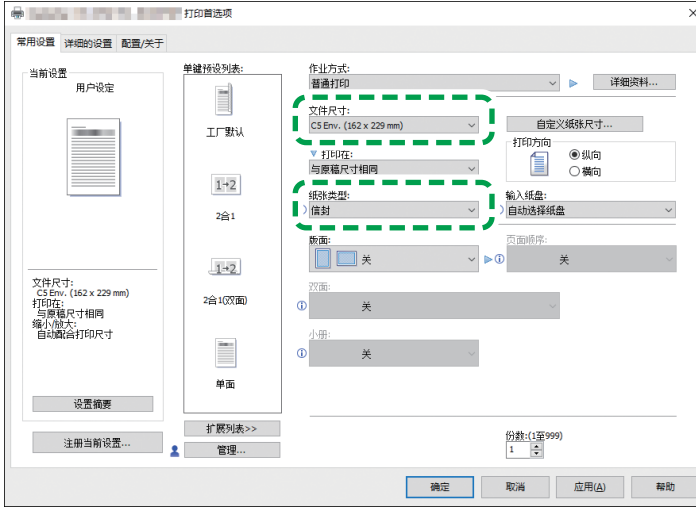 打印首选项
常用设置 详细的设置 配置/关于
当前设置
用户设定
文件尺寸:
C5 Env. (162 x 229 mm)
打印在:
与原稿尺寸相同
缩小/放大:
自动配合打印尺寸
设置摘要
注册当前设置...
单键预设列表:
工厂默认
1→2
2合1
1→2
2合1(双面)
单面
扩展列表>>
管理...
作业方式:
普通打印
详细资料...
文件尺寸:
C5 Env. (162 x 229 mm)
自定义纸张尺寸...
打印在:
与原稿尺寸相同
打印方向
纵向
横向
纸张类型:
信封
输入纸盘:
自动选择纸盘
版面:
关
页面顺序:
关
双面:
关
小册:
关
份数:(1至999)
1
确定 取消 应用(A) 帮助